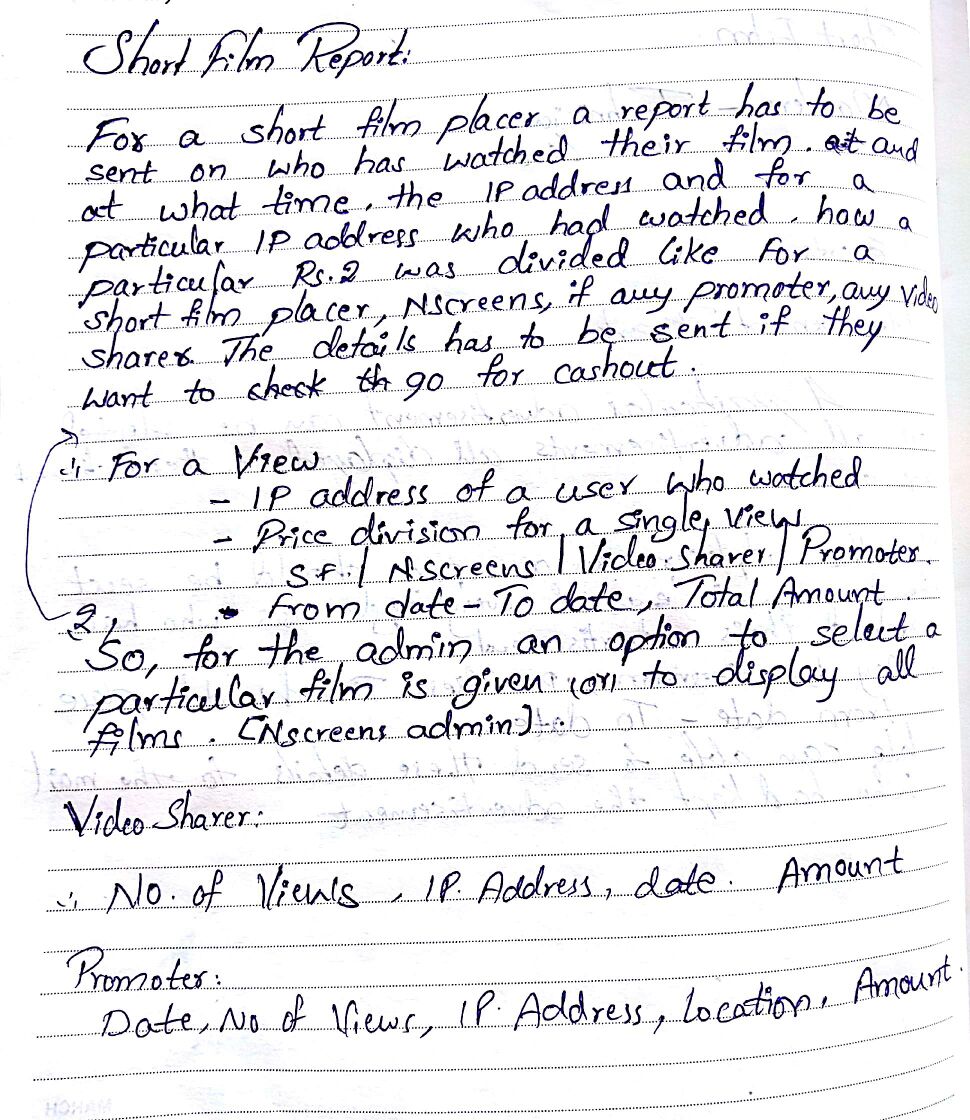 Short film Report:
For a short film placer a report has to be
sent on who has watched their film. at and
at what time, the IP address and for a
particular IP address who had watched, how a
particular Rs.2 was divided like for a
short film placer, Nscreens, if any promoter, any video
sharer. The details has to be sent if they
want to check th go for cashout.
∴ For a View
- IP address of a user who watched
- Price division for a single view
S.F. | Nscreens | Video Sharer | Promoter.
2, • from date - To date, Total Amount.
So, for the admin an option to select a
particular film is given (or) to display all
films. [Nscreens admin]
Video Sharer:
∴ No. of Views, IP. Address, date. Amount
Promoter:
Date, No of Views, IP. Address, Location, Amount.